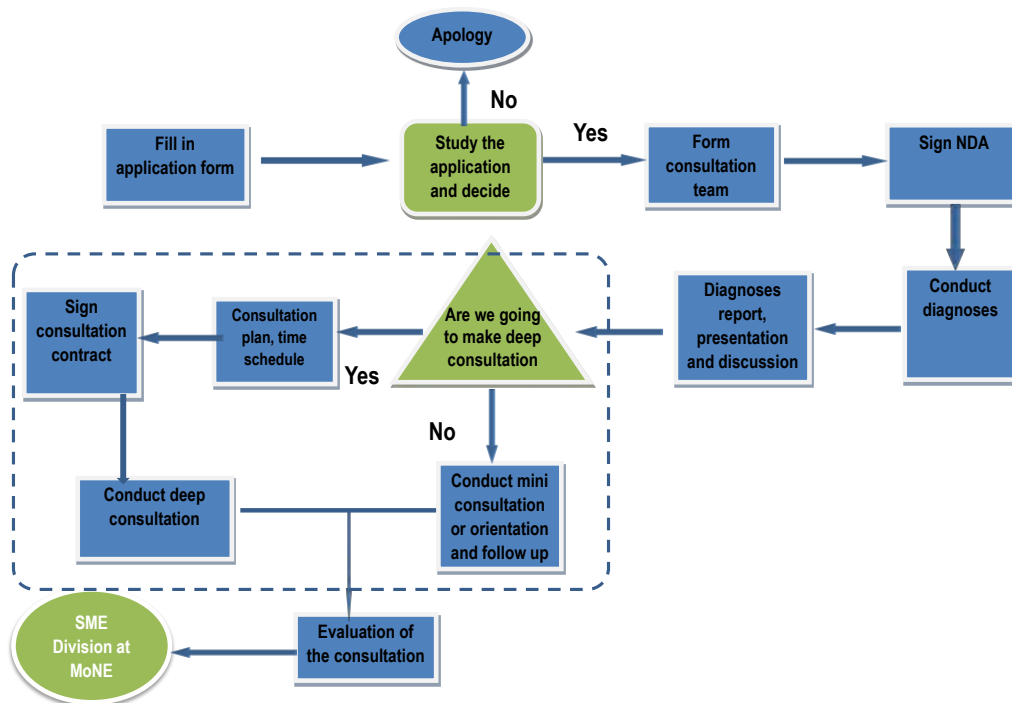 Apology
No
Fill in
application form
Study the
application
and decide
Yes
Form
consultation
team
Sign NDA
Sign
consultation
contract
Consultation
plan, time
schedule
Are we going
to make deep
consultation
Diagnoses
report,
presentation
and discussion
Conduct
diagnoses
Yes
No
Conduct deep
consultation
Conduct mini
consultation
or orientation
and follow up
SME
Division at
MoNE
Evaluation of
the consultation